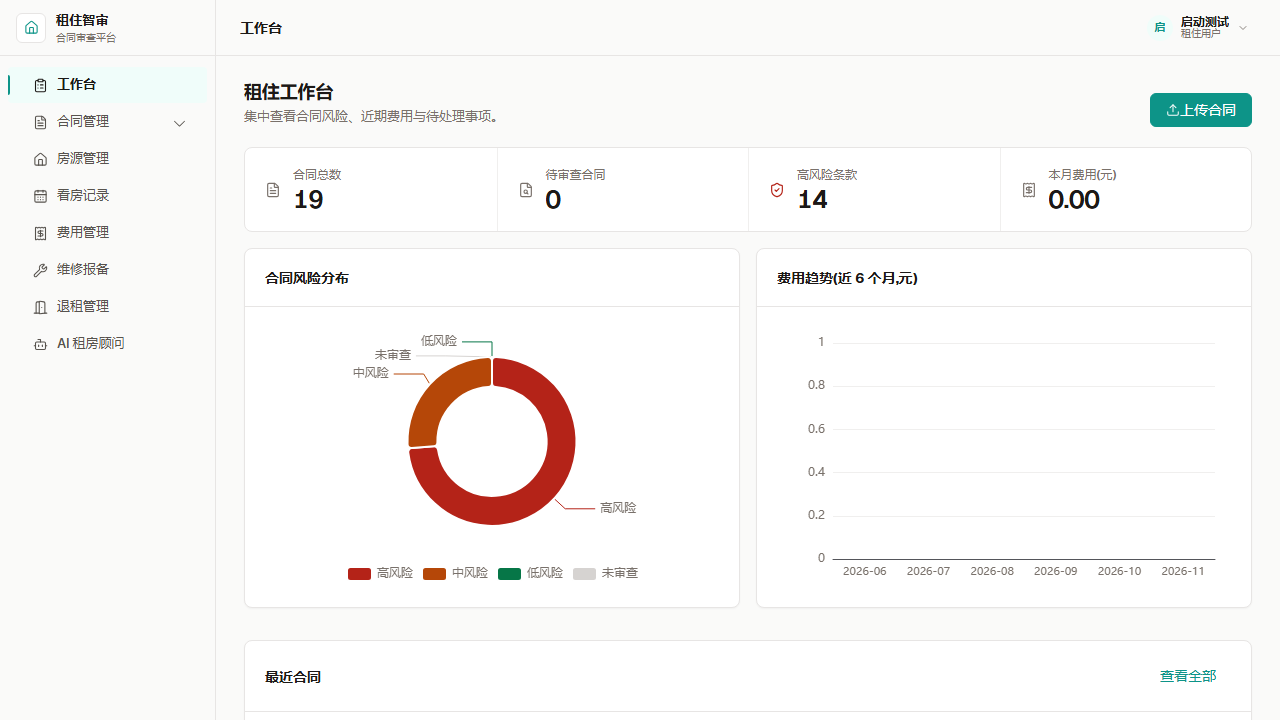 租住智审
合同审查平台
工作台
启
启动测试
租住用户
工作台
合同管理
房源管理
看房记录
费用管理
维修报备
退租管理
AI 租房顾问
租住工作台
集中查看合同风险、近期费用与待处理事项。
上传合同
合同总数
19
待审查合同
0
高风险条款
14
本月费用(元)
0.00
合同风险分布
低风险
未审查
中风险
高风险
高风险 中风险 低风险 未审查
费用趋势(近 6 个月,元)
1
0.8
0.6
0.4
0.2
0
2026-06 2026-07 2026-08 2026-09 2026-10 2026-11
最近合同
查看全部